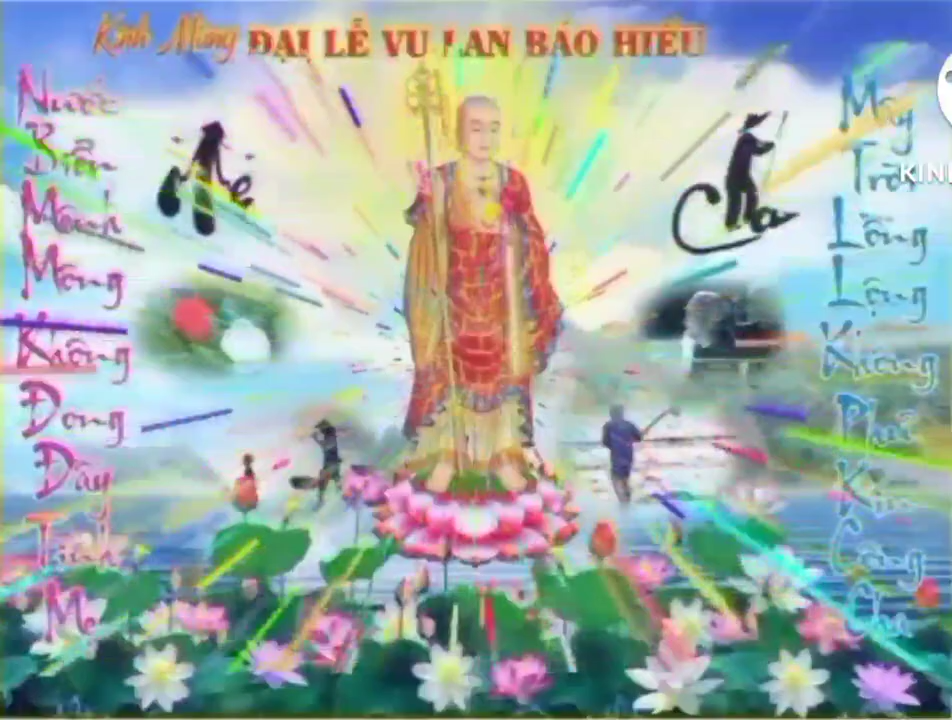 Kính Mừng ĐẠI LỄ VU LAN BÁO HIẾU
Nước
Biển
Mênh
Mông
Không
Đong
Đầy
Tình
Mẹ
Mẹ
Cha
Mây
Trời
Lồng
Lộng
Không
Phủ
Kín
Công
Cha